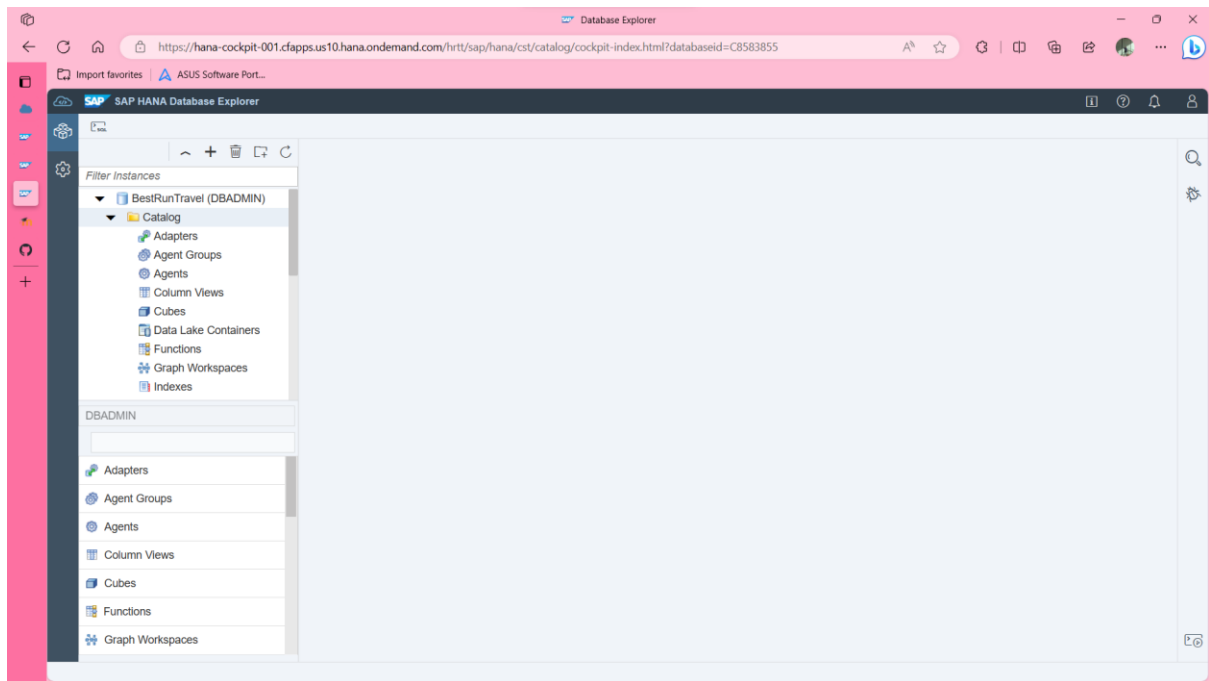 Database Explorer
https://hana-cockpit-001.cfapps.us10.hana.ondemand.com/hrtt/sap/hana/cst/catalog/cockpit-index.html?databaseid=C8583855
Import favorites
ASUS Software Port...
SAP SAP HANA Database Explorer
SQL
Filter Instances
BestRunTravel (DBADMIN)
Catalog
Adapters
Agent Groups
Agents
Column Views
Cubes
Data Lake Containers
Functions
Graph Workspaces
Indexes
DBADMIN
Adapters
Agent Groups
Agents
Column Views
Cubes
Functions
Graph Workspaces